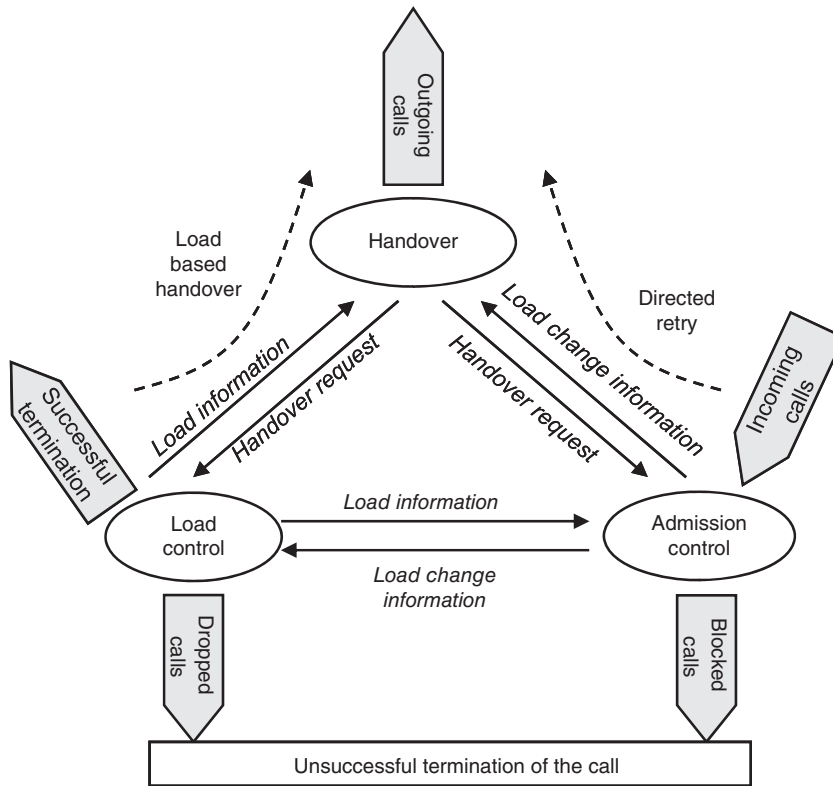 Outgoing
calls
Handover
Load
based
handover
Directed
retry
Load information
Handover request
Handover request
Load change information
Successful
termination
Incoming
calls
Load
control
Load information
Load change
information
Admission
control
Dropped
calls
Blocked
calls
Unsuccessful termination of the call